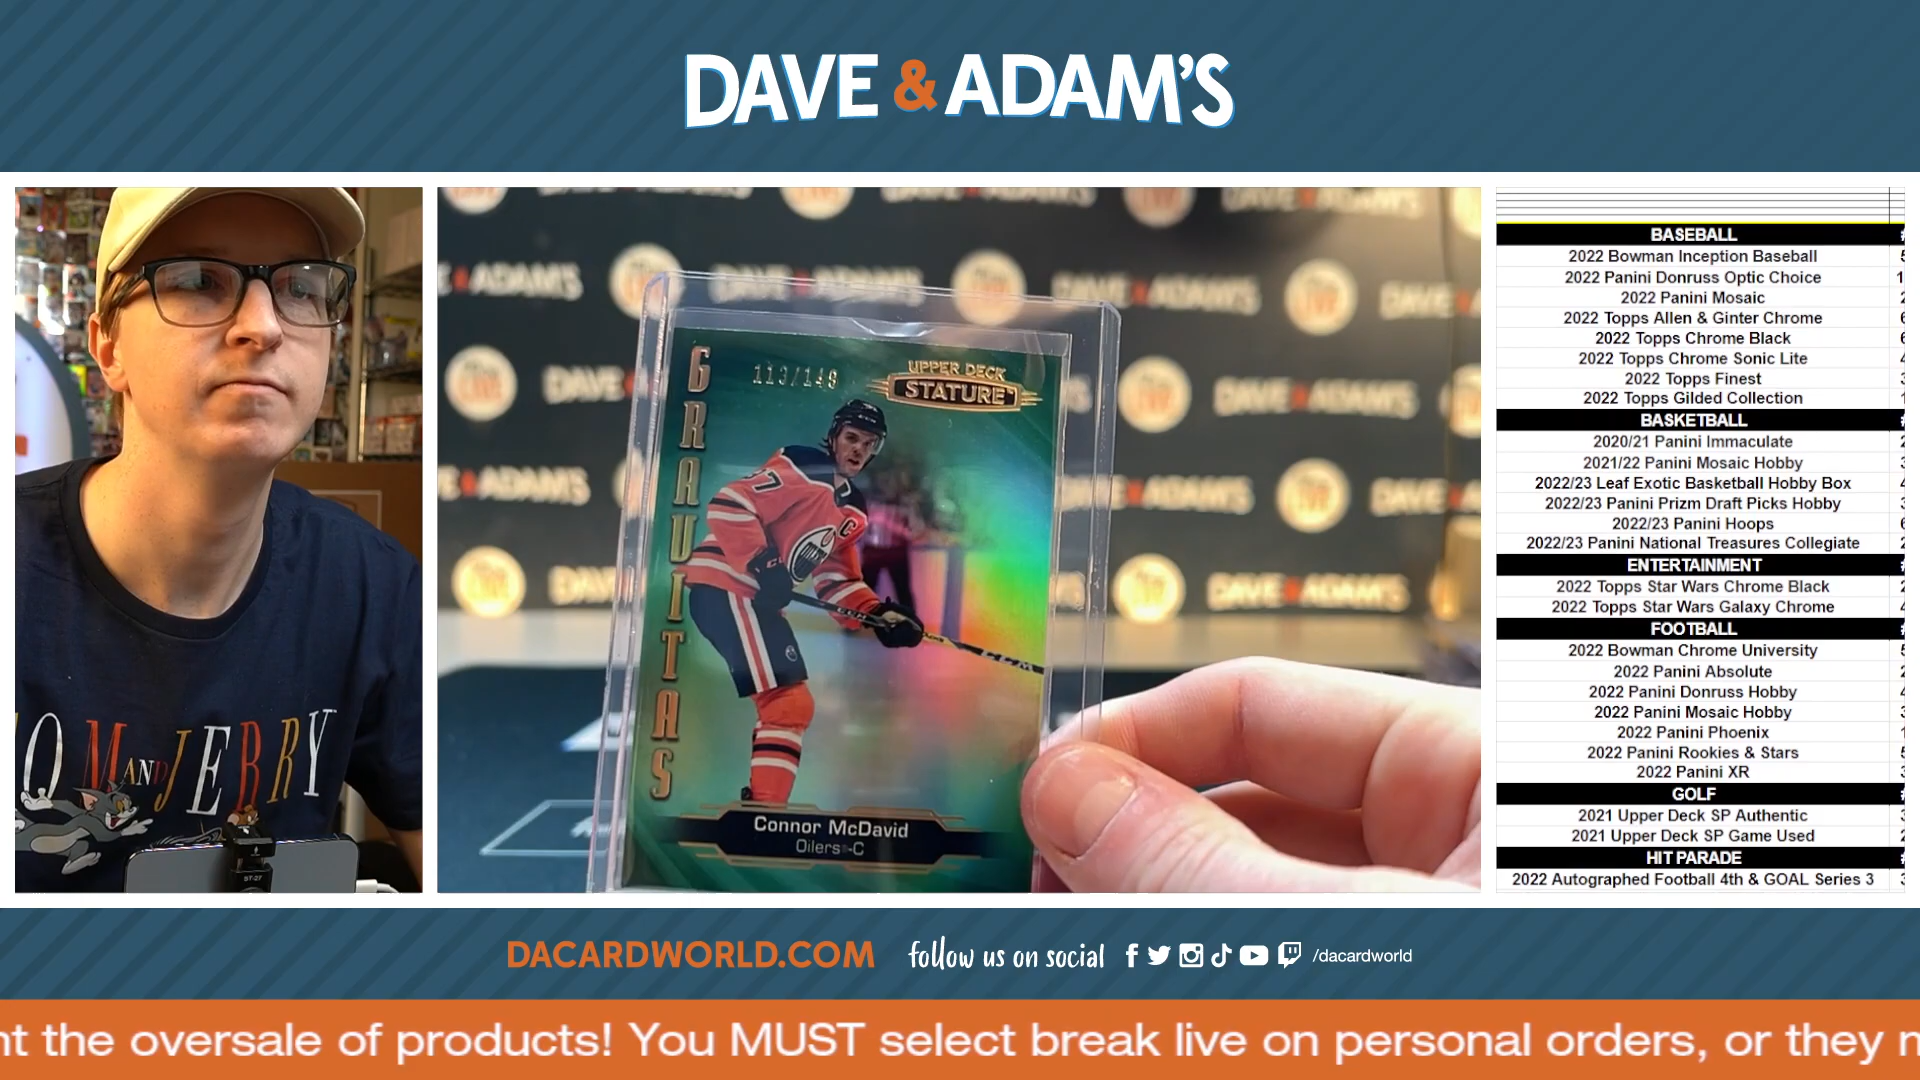 DAVE & ADAM'S
BASEBALL
2022 Bowman Inception Baseball
2022 Panini Donruss Optic Choice
2022 Panini Mosaic
2022 Topps Allen & Ginter Chrome
2022 Topps Chrome Black
2022 Topps Chrome Sonic Lite
2022 Topps Finest
2022 Topps Gilded Collection
BASKETBALL
2020/21 Panini Immaculate
2021/22 Panini Mosaic Hobby
2022/23 Leaf Exotic Basketball Hobby Box
2022/23 Panini Prizm Draft Picks Hobby
2022/23 Panini Hoops
2022/23 Panini National Treasures Collegiate
ENTERTAINMENT
2022 Topps Star Wars Chrome Black
2022 Topps Star Wars Galaxy Chrome
FOOTBALL
2022 Bowman Chrome University
2022 Panini Absolute
2022 Panini Donruss Hobby
2022 Panini Mosaic Hobby
2022 Panini Phoenix
2022 Panini Rookies & Stars
2022 Panini XR
GOLF
2021 Upper Deck SP Authentic
2021 Upper Deck SP Game Used
HIT PARADE
2022 Autographed Football 4th & GOAL Series 3
GRAVITAS
113/149
UPPER DECK
STATURE
97
C
OILERS
CCM
Connor McDavid
Oilers-C
TOM AND JERRY
ST-27
DACARDWORLD.COM follow us on social /dacardworld
nt the oversale of products! You MUST select break live on personal orders, or they